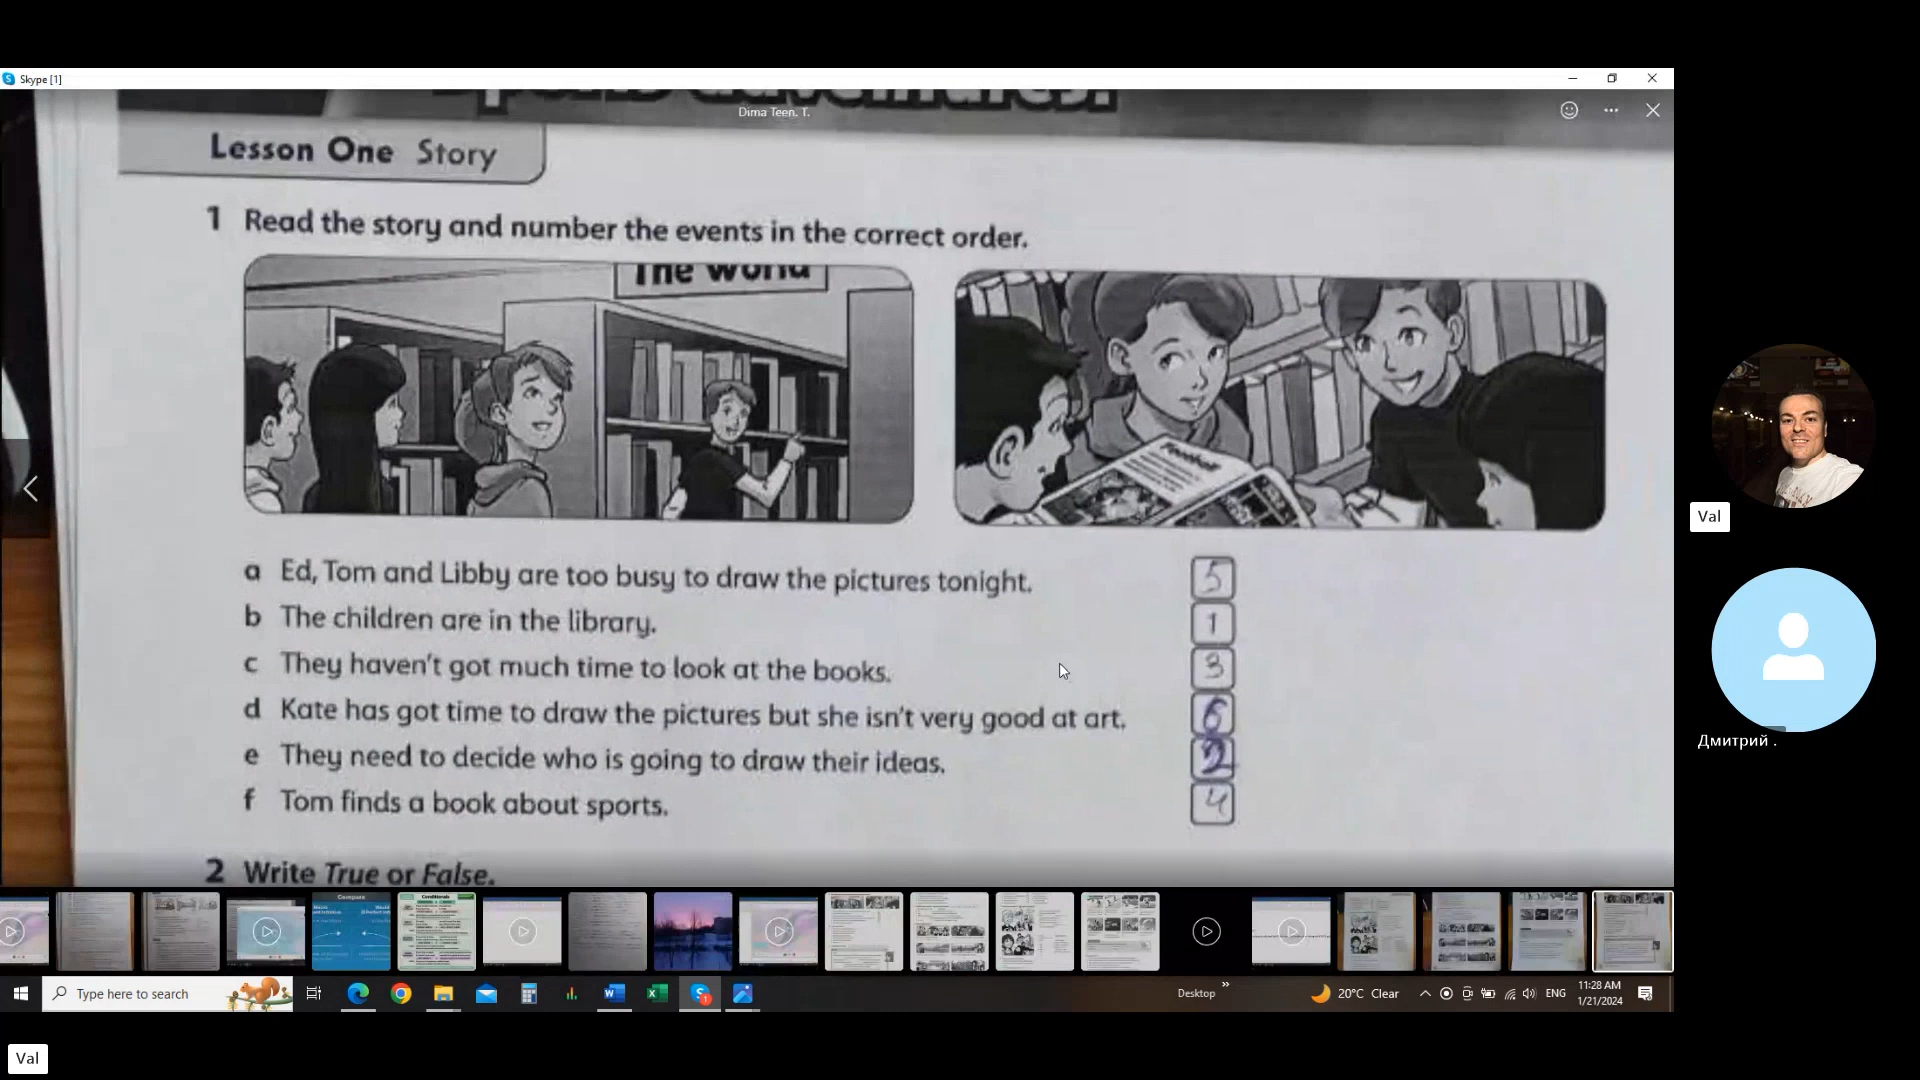 Skype [1]
Sports adventures!
Dima Teen. T.
Lesson One Story
1 Read the story and number the events in the correct order.
The World
Football
a Ed, Tom and Libby are too busy to draw the pictures tonight. 5
b The children are in the library. 1
c They haven't got much time to look at the books. 3
d Kate has got time to draw the pictures but she isn't very good at art. 6
e They need to decide who is going to draw their ideas. 2
f Tom finds a book about sports. 4
2 Write True or False.
Val
Дмитрий .
Compare
Conditionals
Type here to search
Desktop
20°C Clear
ENG
11:28 AM
1/21/2024
Val